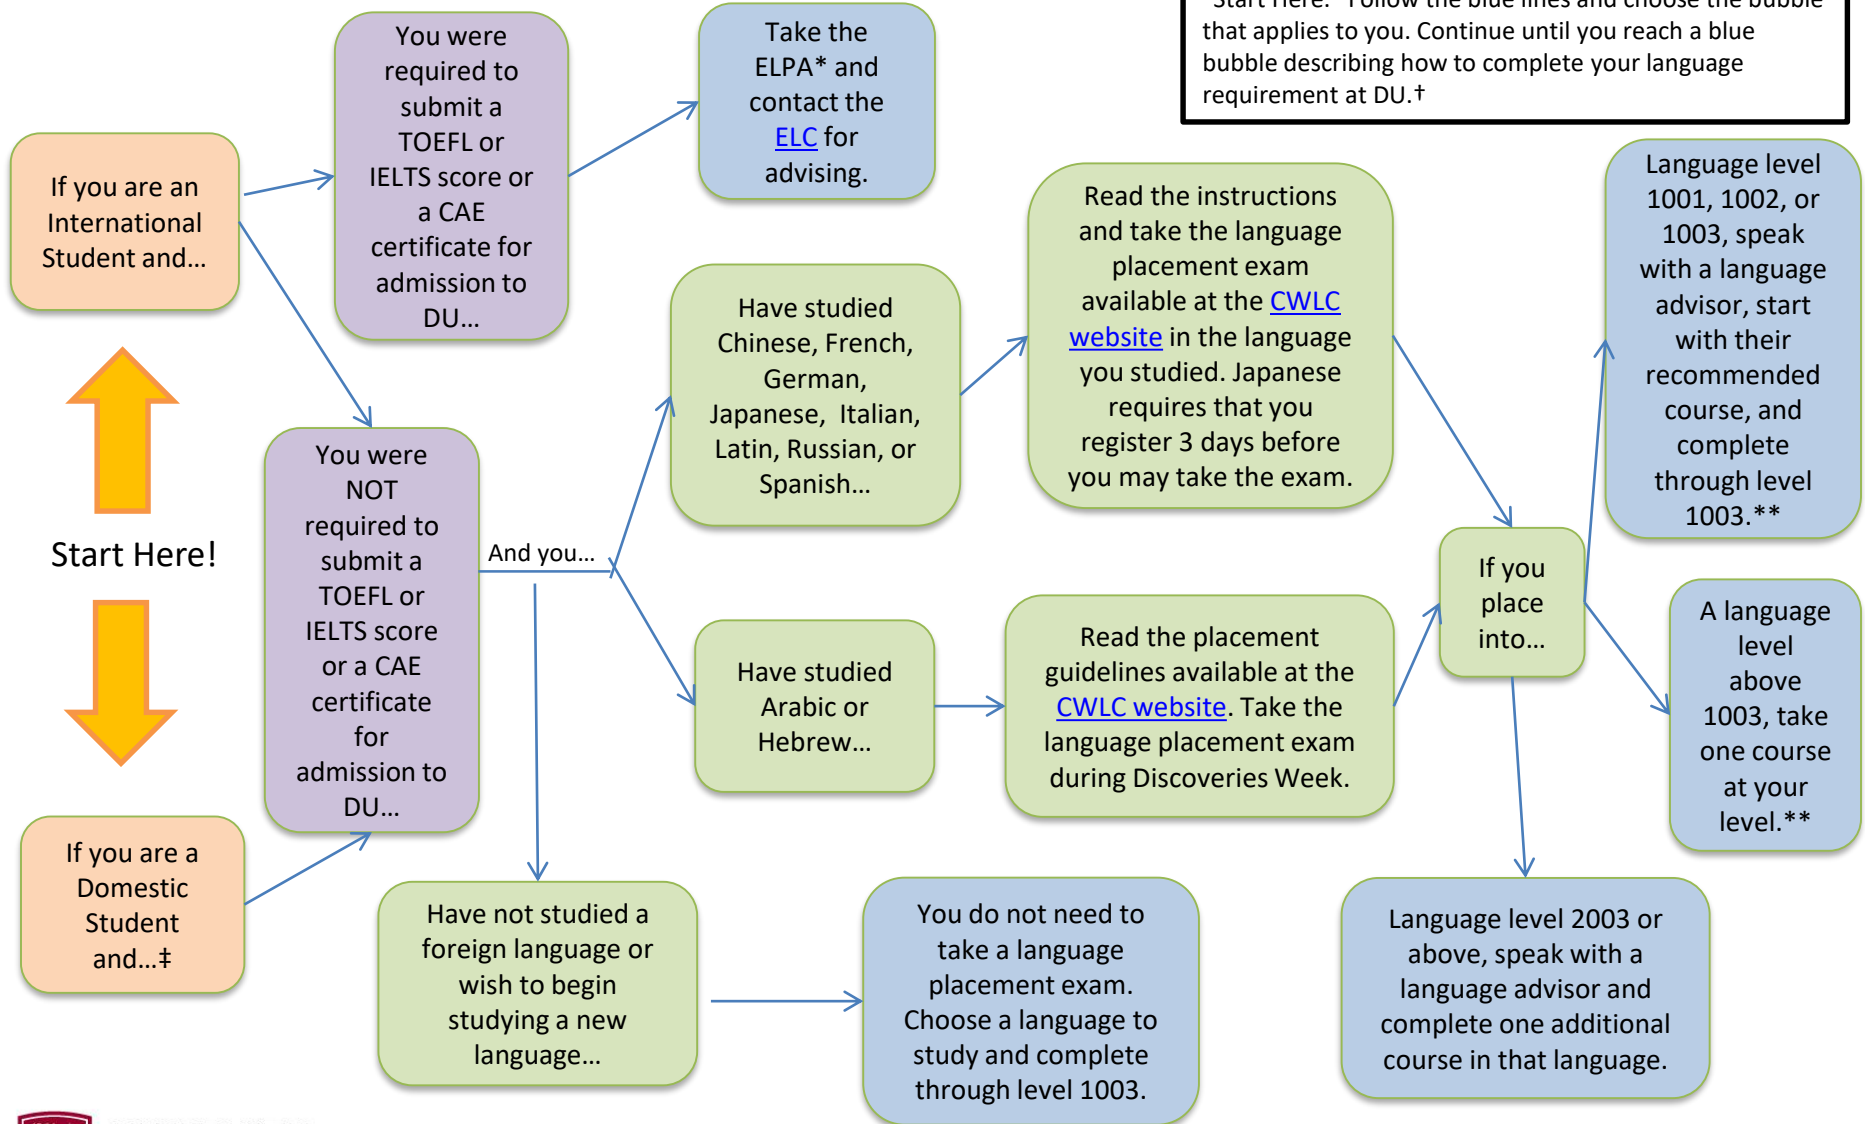 "Start Here." Follow the blue lines and choose the bubble
that applies to you. Continue until you reach a blue
bubble describing how to complete your language
requirement at DU.†
If you are an
International
Student and…
Start Here!
If you are a
Domestic
Student
and…‡
You were
required to
submit a
TOEFL or
IELTS score or
a CAE
certificate for
admission to
DU…
Take the
ELPA* and
contact the
ELC for
advising.
You were
NOT
required to
submit a
TOEFL or
IELTS score
or a CAE
certificate
for
admission to
DU…
And you…
Have studied
Chinese, French,
German,
Japanese, Italian,
Latin, Russian, or
Spanish…
Read the instructions
and take the language
placement exam
available at the CWLC
website in the language
you studied. Japanese
requires that you
register 3 days before
you may take the exam.
Have studied
Arabic or
Hebrew…
Read the placement
guidelines available at the
CWLC website. Take the
language placement exam
during Discoveries Week.
If you
place
into…
Language level
1001, 1002, or
1003, speak
with a language
advisor, start
with their
recommended
course, and
complete
through level
1003.**
A language
level
above
1003, take
one course
at your
level.**
Language level 2003 or
above, speak with a
language advisor and
complete one additional
course in that language.
Have not studied a
foreign language or
wish to begin
studying a new
language…
You do not need to
take a language
placement exam.
Choose a language to
study and complete
through level 1003.